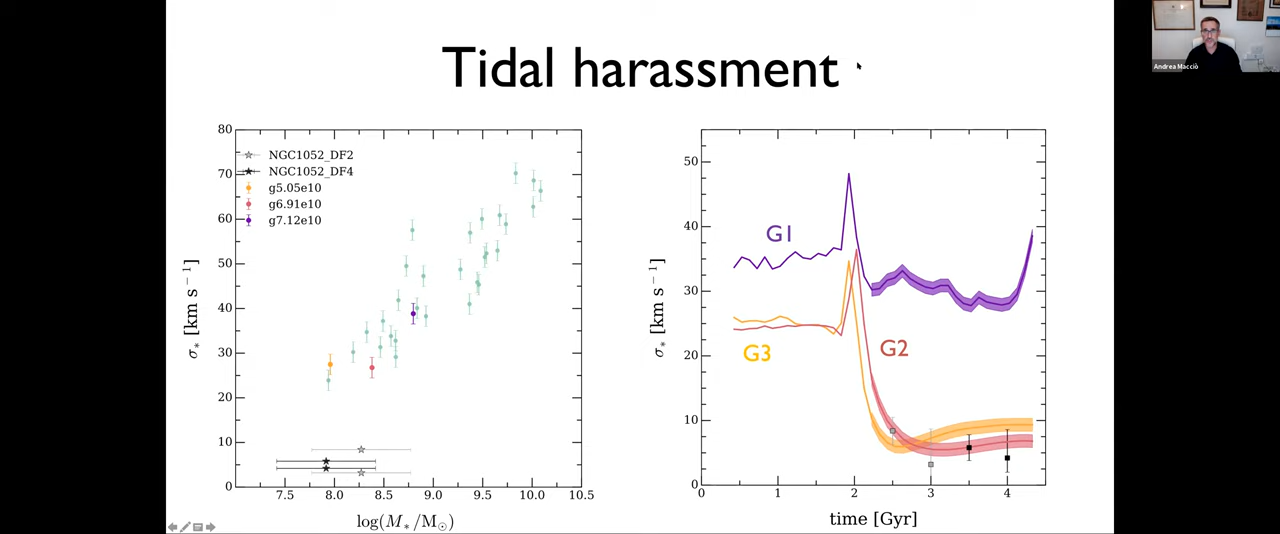 Tidal harassment
Andrea Macciò
80
70
60
50
40
30
20
10
0
σ* [km s⁻¹]
NGC1052_DF2
NGC1052_DF4
g5.05e10
g6.91e10
g7.12e10
7.5 8.0 8.5 9.0 9.5 10.0 10.5
log(M*/M☉)
50
40
30
20
10
0
σ* [km s⁻¹]
G1
G3
G2
0 1 2 3 4
time [Gyr]